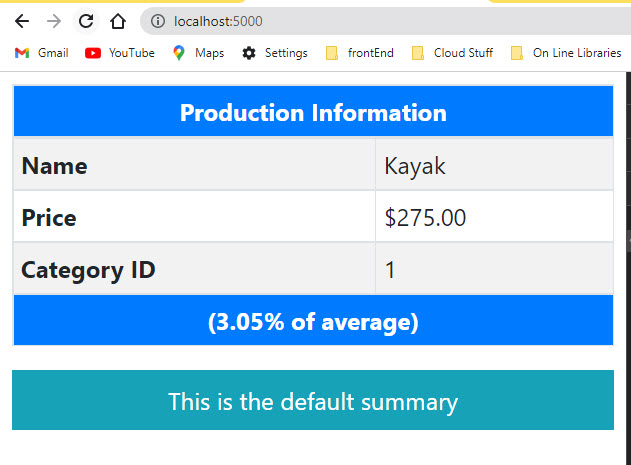 localhost:5000
Gmail YouTube Maps Settings frontEnd Cloud Stuff On Line Libraries
Production Information
Name Kayak
Price $275.00
Category ID 1
(3.05% of average)
This is the default summary